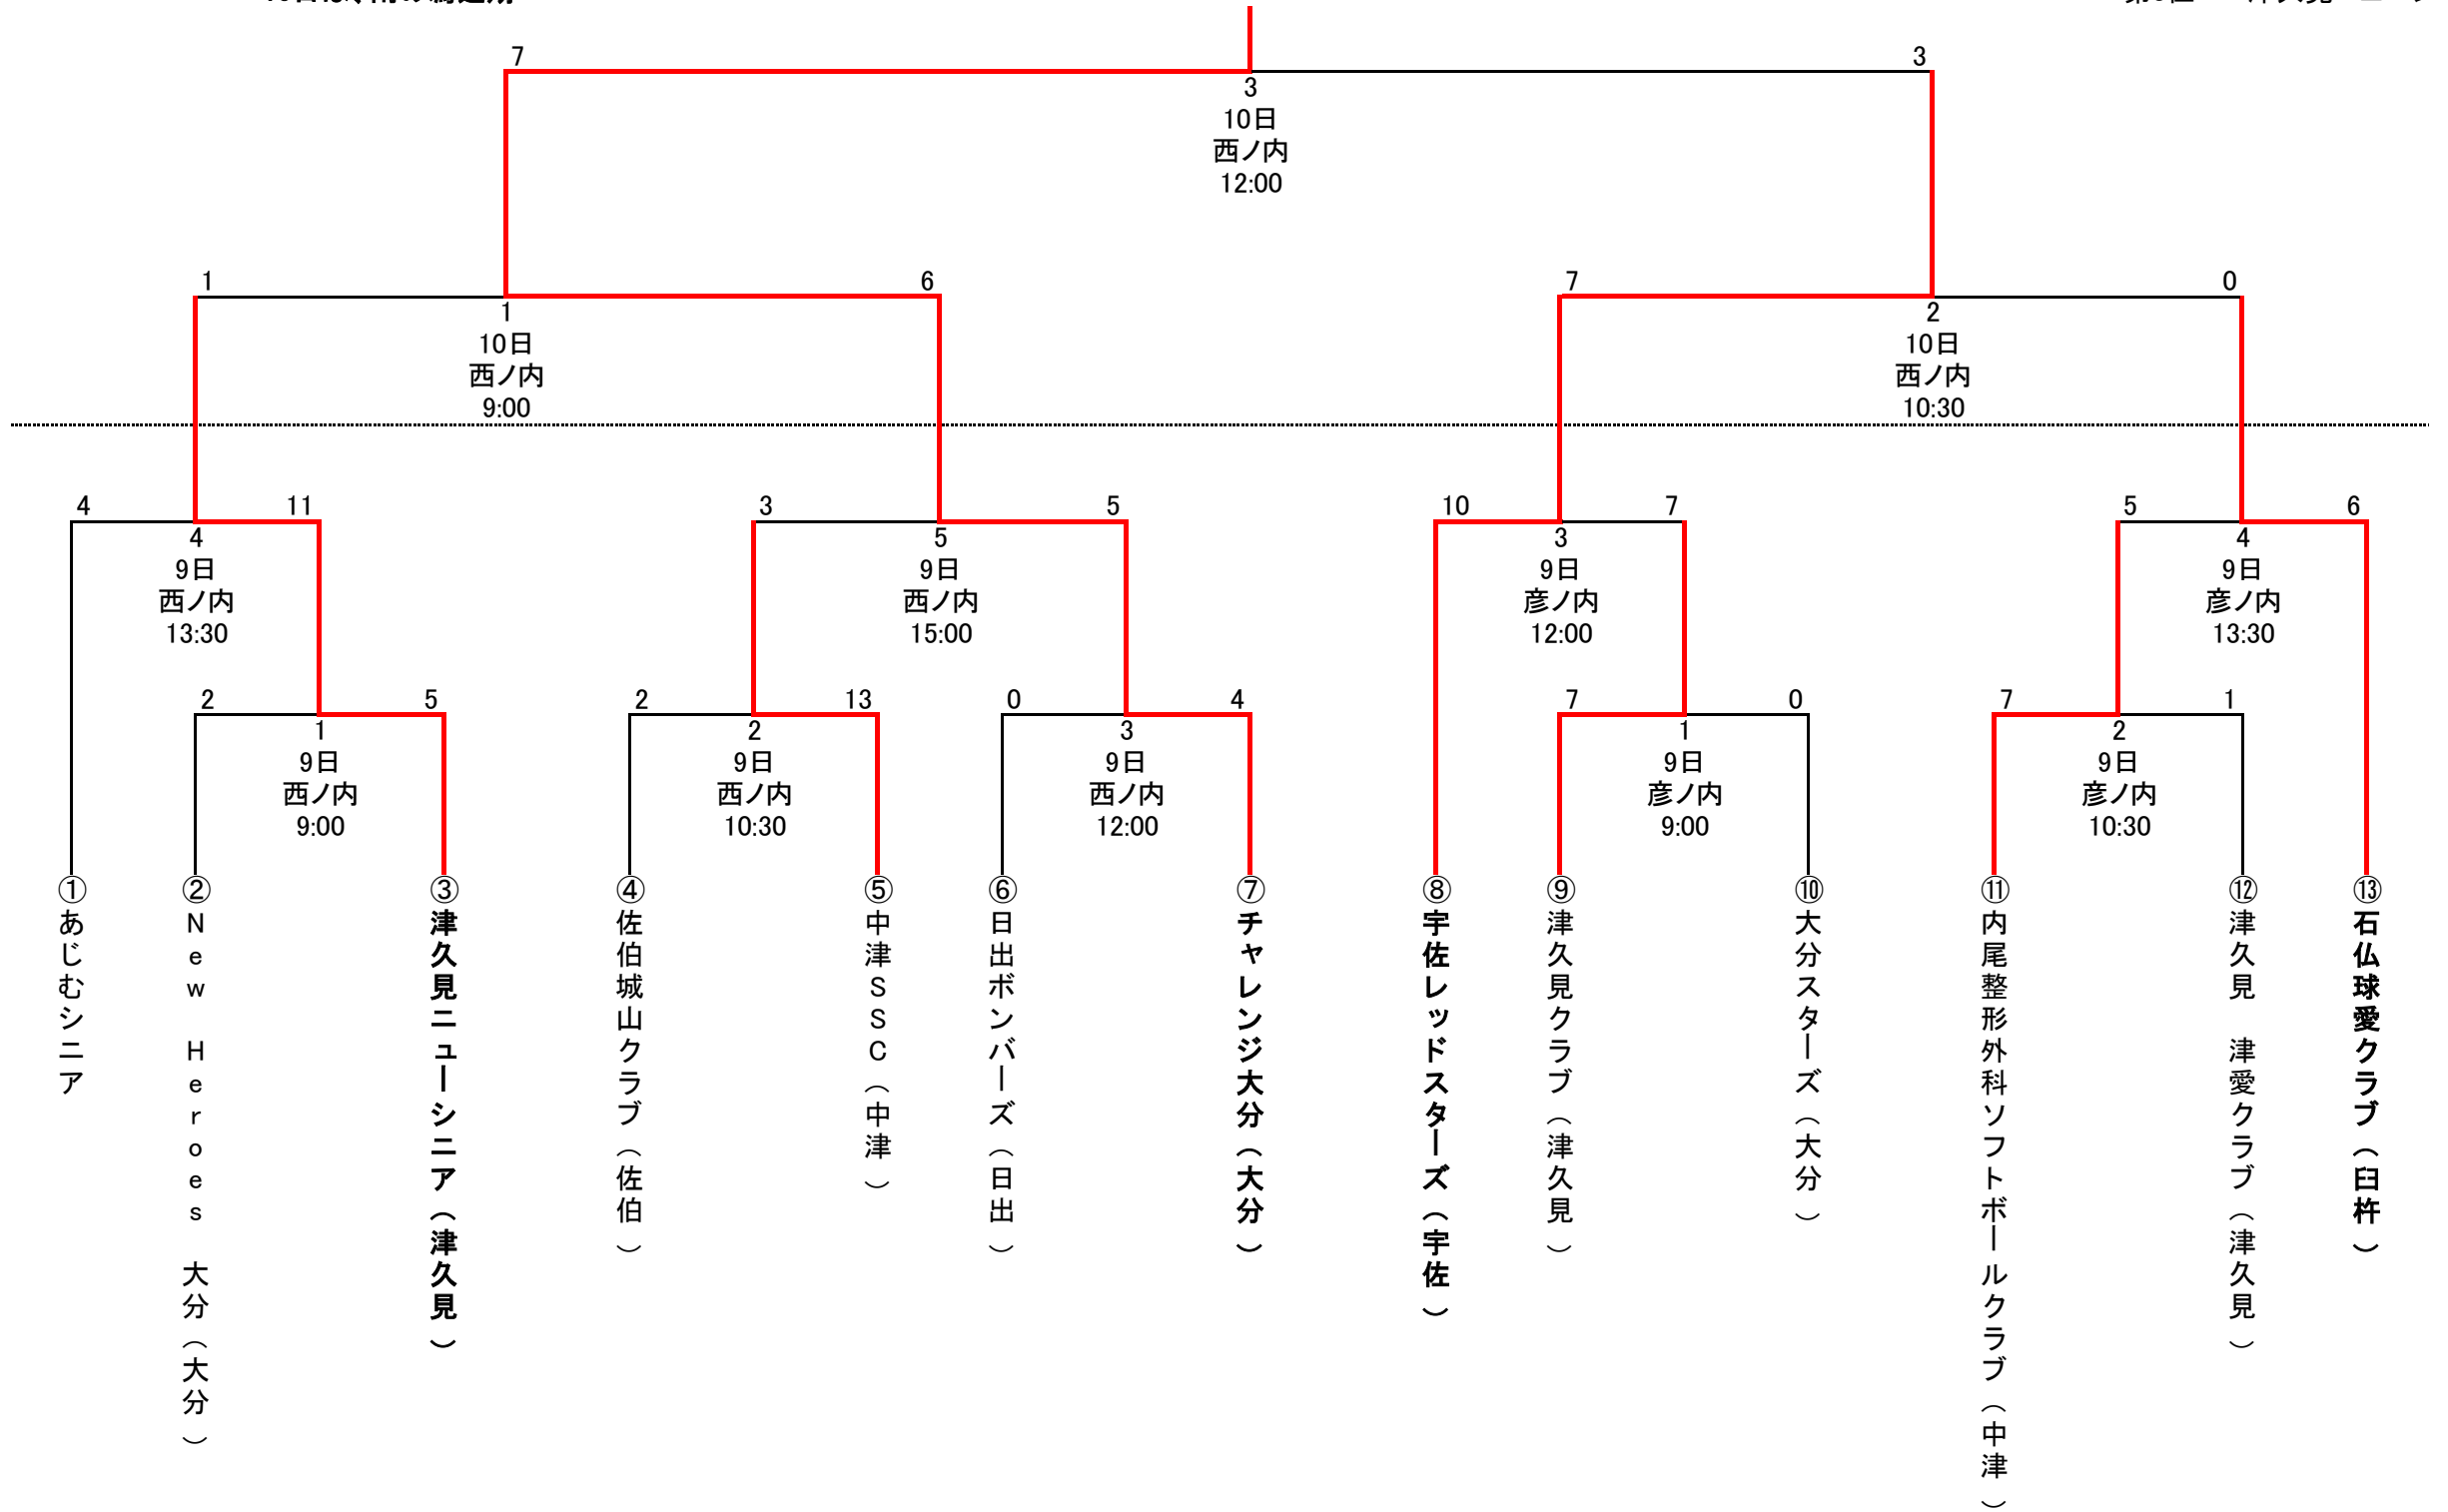 7
3
3
10日
西ノ内
12:00
1
6
7
0
1
10日
西ノ内
9:00
2
10日
西ノ内
10:30
4
11
3
5
10
7
5
6
4
9日
西ノ内
13:30
5
9日
西ノ内
15:00
3
9日
彦ノ内
12:00
4
9日
彦ノ内
13:30
2
5
2
13
0
4
7
0
7
1
1
9日
西ノ内
9:00
2
9日
西ノ内
10:30
3
9日
西ノ内
12:00
1
9日
彦ノ内
9:00
2
9日
彦ノ内
10:30
①あじむシニア
②New Heroes 大分（大分）
③津久見ニューシニア（津久見）
④佐伯城山クラブ（佐伯）
⑤中津SSC（中津）
⑥日出ボンバーズ（日出）
⑦チャレンジ大分（大分）
⑧宇佐レッドスターズ（宇佐）
⑨津久見クラブ（津久見）
⑩大分スターズ（大分）
⑪内尾整形外科ソフトボールクラブ（中津）
⑫津久見 津愛クラブ（津久見）
⑬石仏球愛クラブ（臼杵）